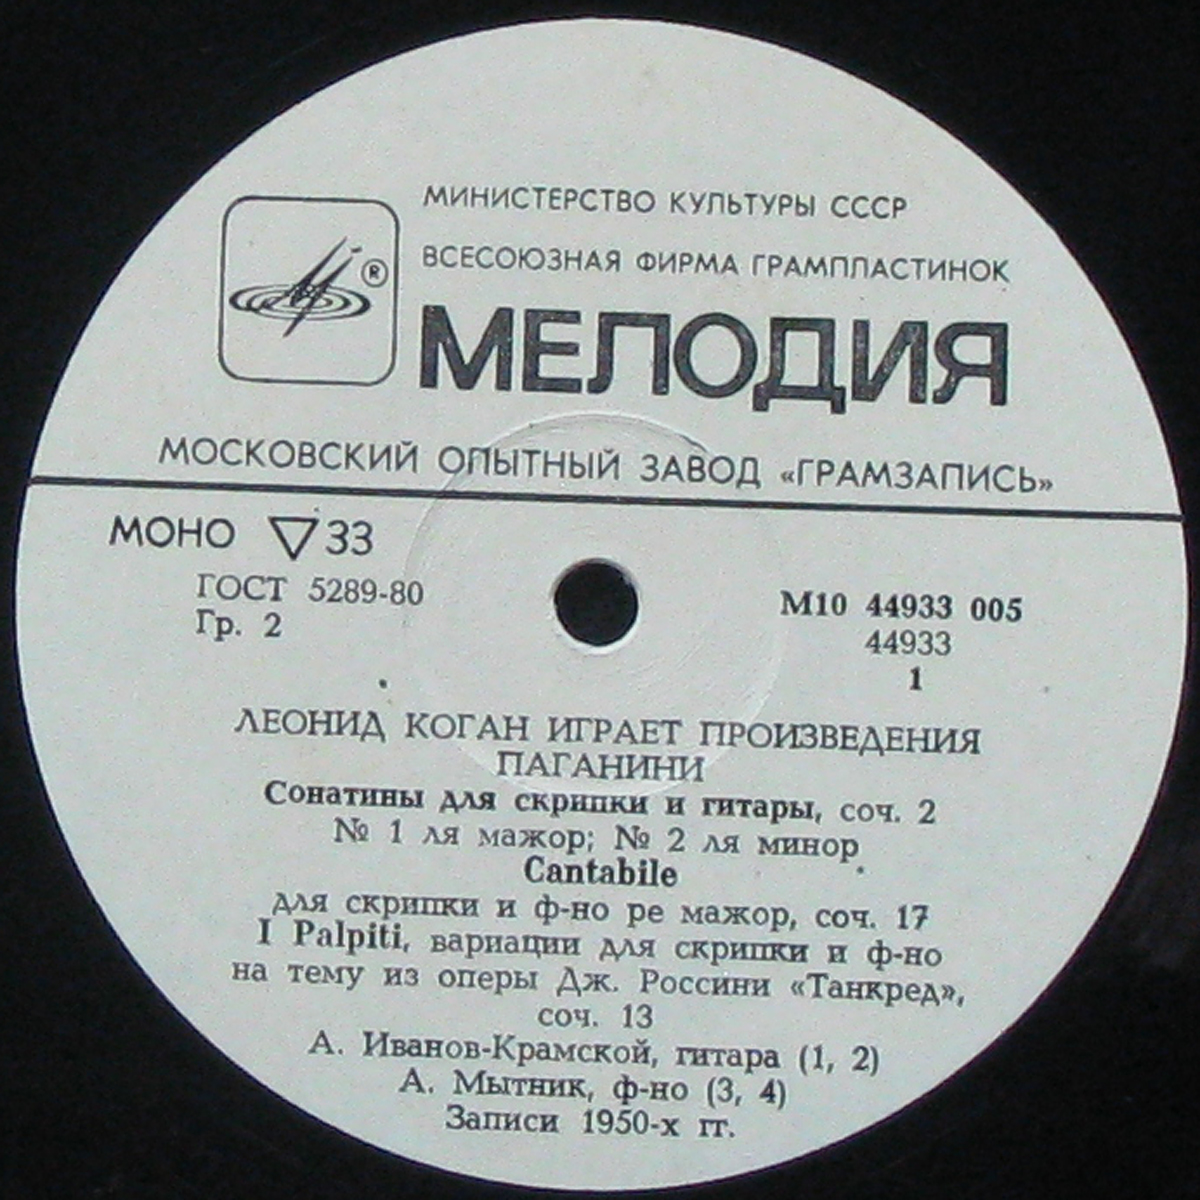 МИНИСТЕРСТВО КУЛЬТУРЫ СССР
ВСЕСОЮЗНАЯ ФИРМА ГРАМПЛАСТИНОК
®
МЕЛОДИЯ
МОСКОВСКИЙ ОПЫТНЫЙ ЗАВОД «ГРАМЗАПИСЬ»
МОНО ▽33
ГОСТ 5289-80
Гр. 2
М10 44933 005
44933
1
ЛЕОНИД КОГАН ИГРАЕТ ПРОИЗВЕДЕНИЯ
ПАГАНИНИ
Сонатины для скрипки и гитары, соч. 2
№ 1 ля мажор; № 2 ля минор
Cantabile
для скрипки и ф-но ре мажор, соч. 17
I Palpiti, вариации для скрипки и ф-но
на тему из оперы Дж. Россини «Танкред»,
соч. 13
А. Иванов-Крамской, гитара (1, 2)
А. Мытник, ф-но (3, 4)
Записи 1950-х гг.